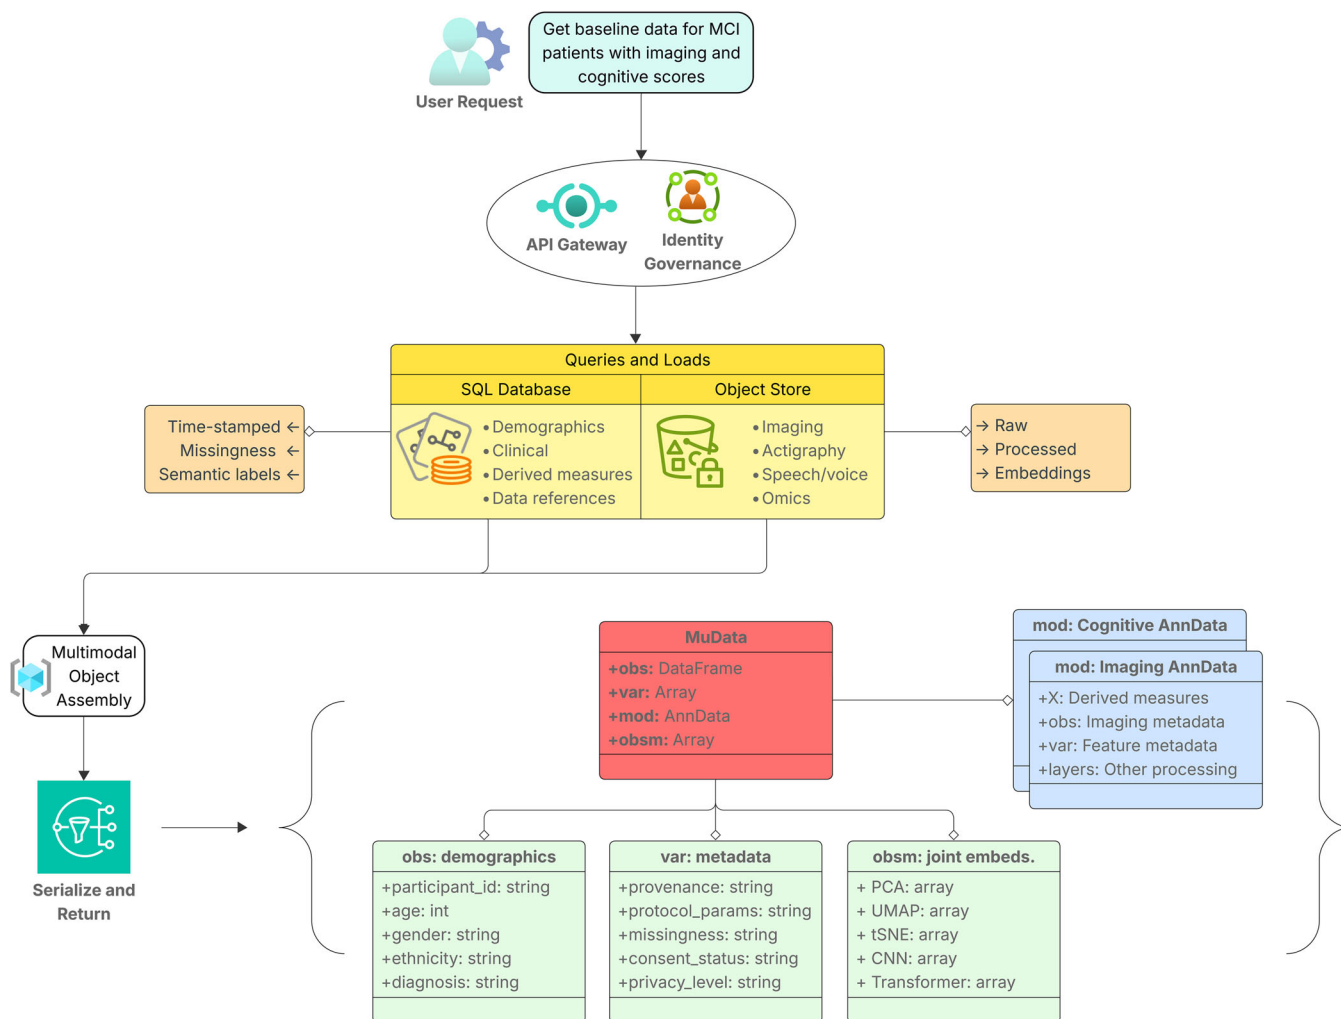 Get baseline data for MCI
patients with imaging and
cognitive scores
User Request
API Gateway
Identity
Governance
Queries and Loads
SQL Database
Object Store
Time-stamped ←
Missingness ←
Semantic labels ←
• Demographics
• Clinical
• Derived measures
• Data references
• Imaging
• Actigraphy
• Speech/voice
• Omics
→ Raw
→ Processed
→ Embeddings
Multimodal
Object
Assembly
Serialize and
Return
MuData
+obs: DataFrame
+var: Array
+mod: AnnData
+obsm: Array
mod: Cognitive AnnData
mod: Imaging AnnData
+X: Derived measures
+obs: Imaging metadata
+var: Feature metadata
+layers: Other processing
obs: demographics
+participant_id: string
+age: int
+gender: string
+ethnicity: string
+diagnosis: string
var: metadata
+provenance: string
+protocol_params: string
+missingness: string
+consent_status: string
+privacy_level: string
obsm: joint embeds.
+ PCA: array
+ UMAP: array
+ tSNE: array
+ CNN: array
+ Transformer: array